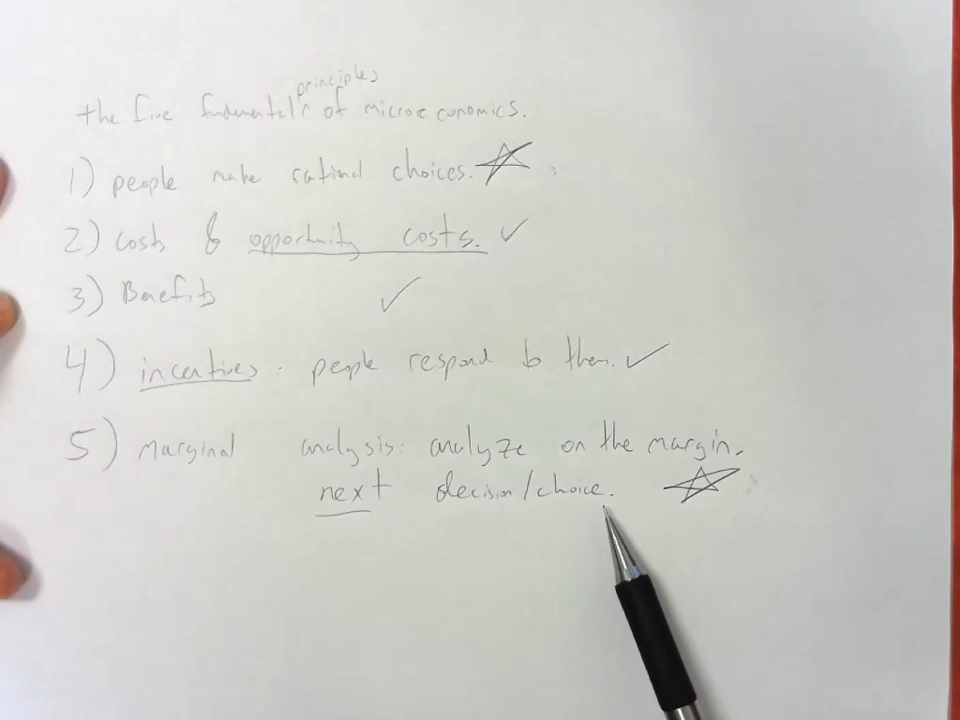 principles
the five fundemental of microeconomics.
1) people make rational choices.
2) costs & opportunity costs. ✓
3) Benefits ✓
4) incentives. people respond to them. ✓
5) Marginal analysis: analyze on the margin.
next decision/choice.